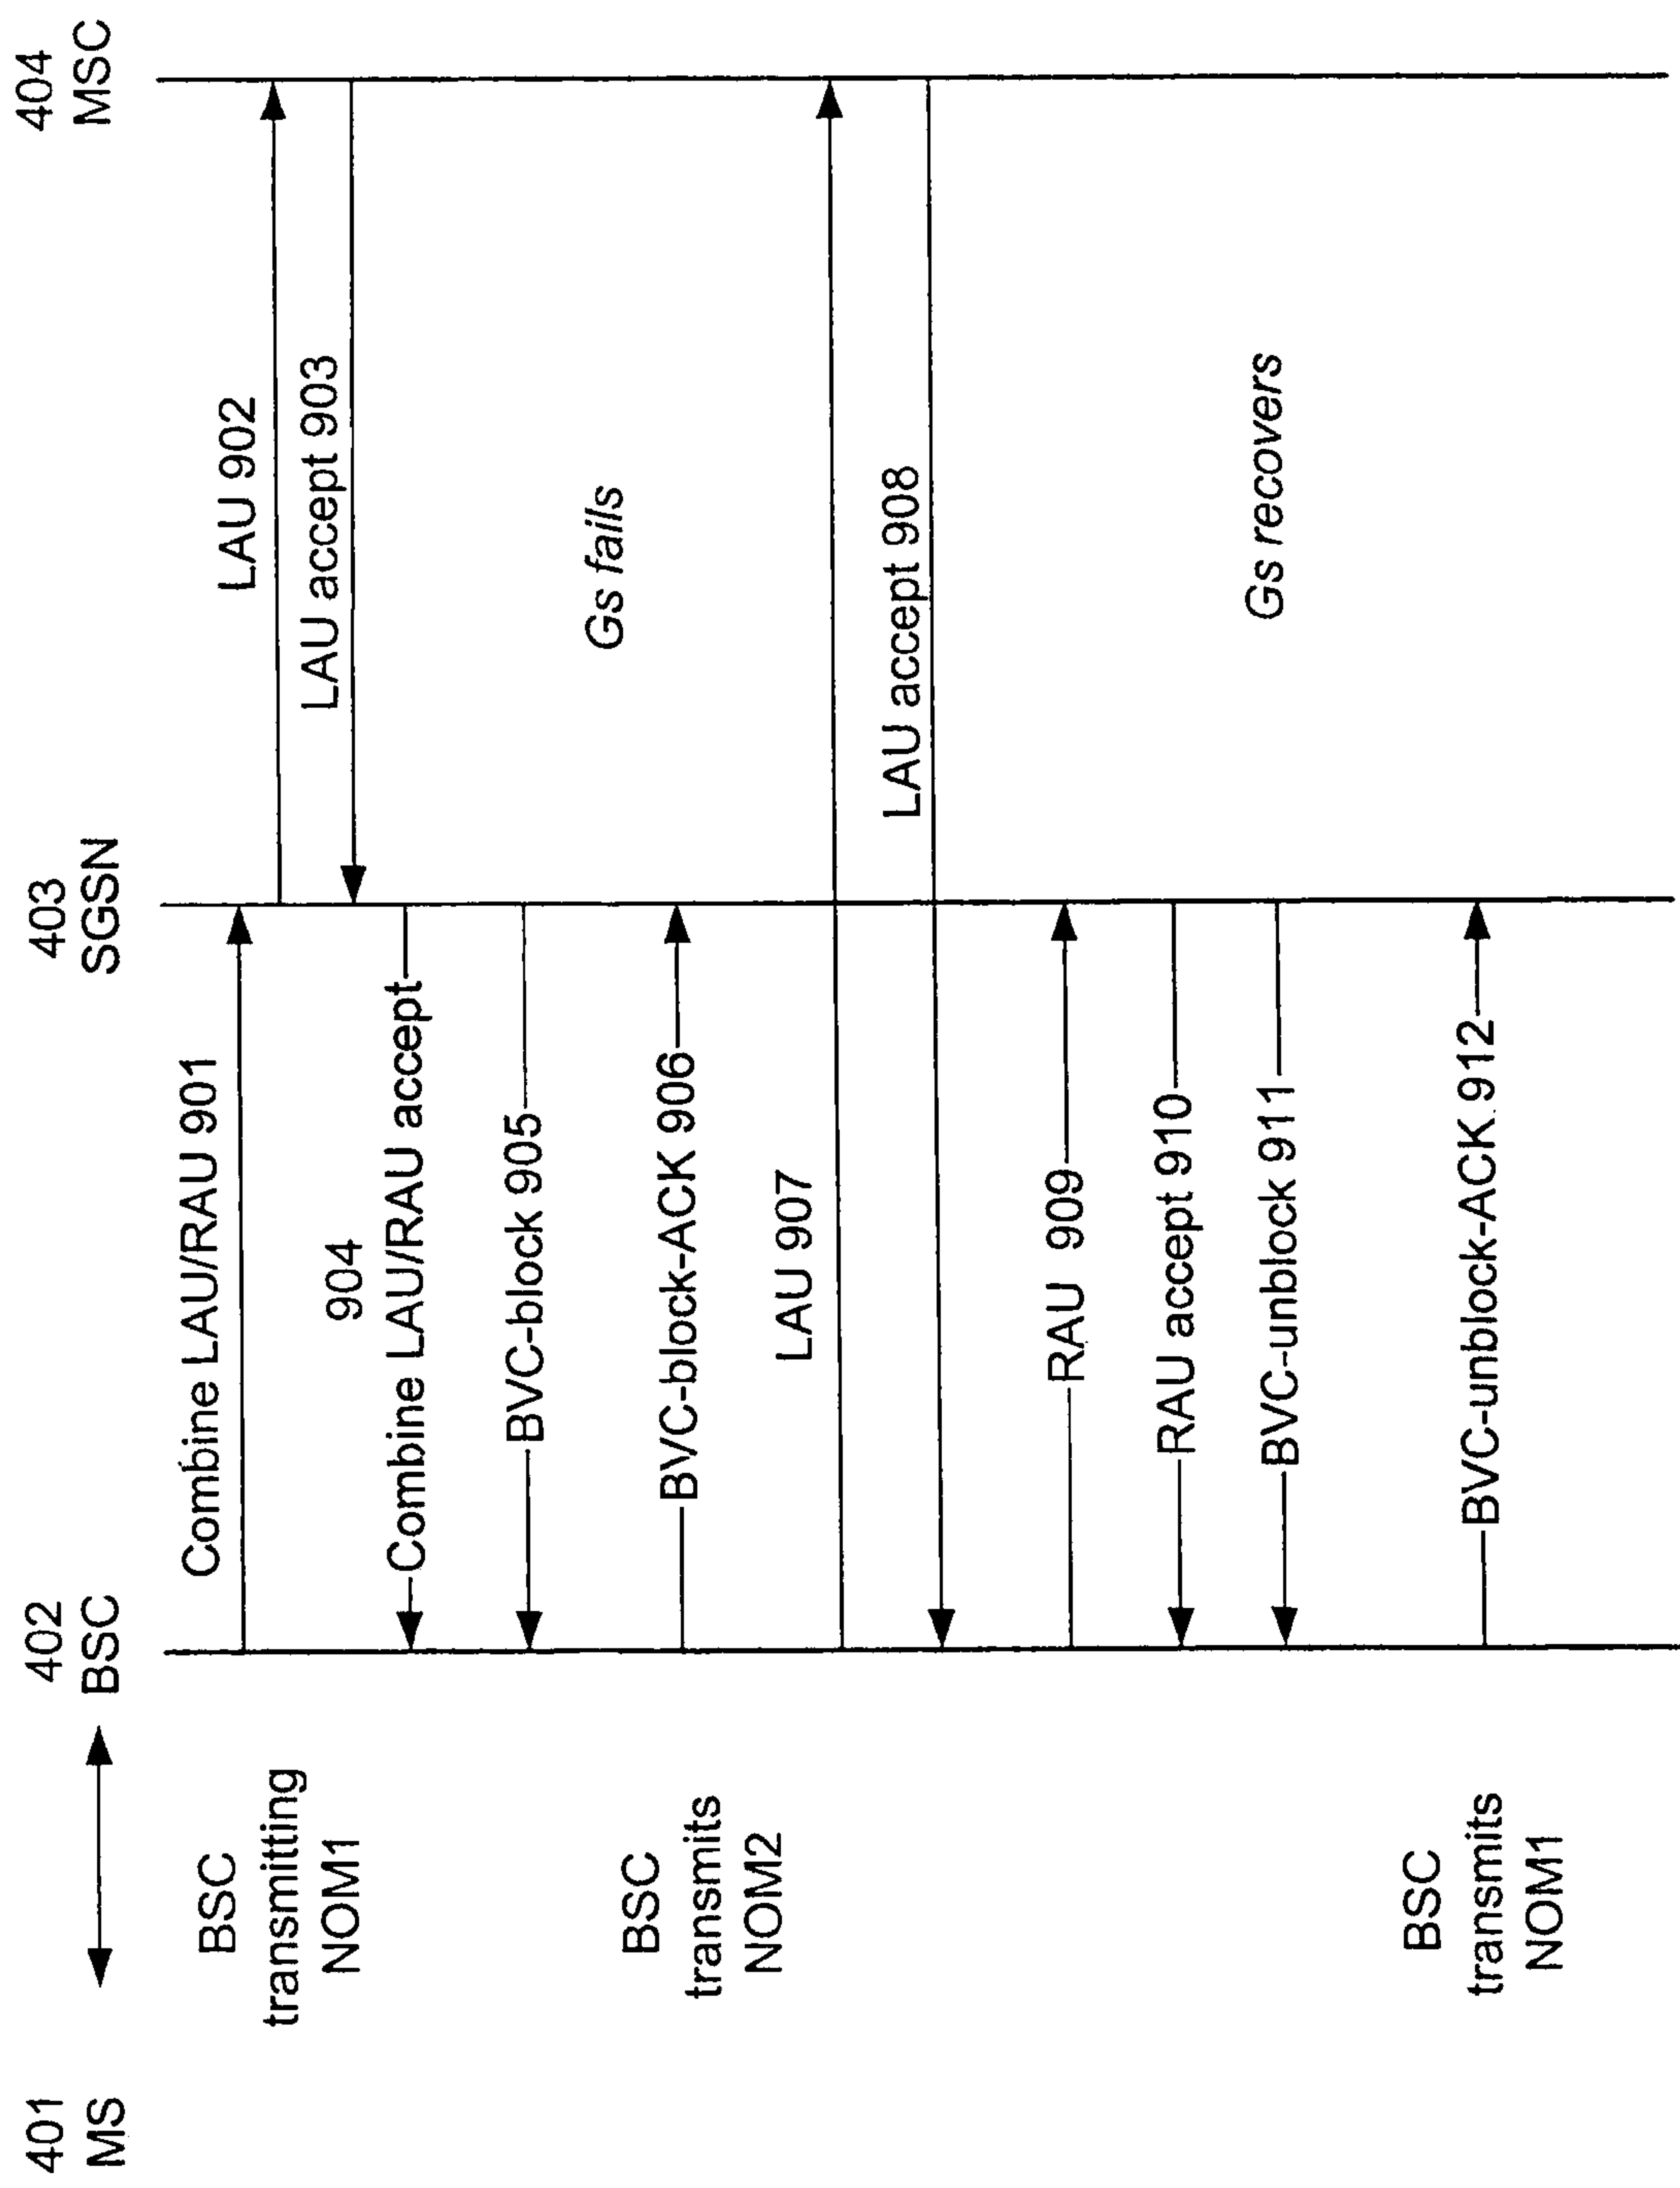 401
MS
402
BSC
403
SGSN
404
MSC
BSC
transmitting
NOM1
Combine LAU/RAU 901
LAU 902
LAU accept 903
904
Combine LAU/RAU accept
BVC-block 905
Gs fails
BSC
transmits
NOM2
BVC-block-ACK 906
LAU 907
LAU accept 908
RAU 909
RAU accept 910
BVC-unblock 911
Gs recovers
BSC
transmits
NOM1
BVC-unblock-ACK 912